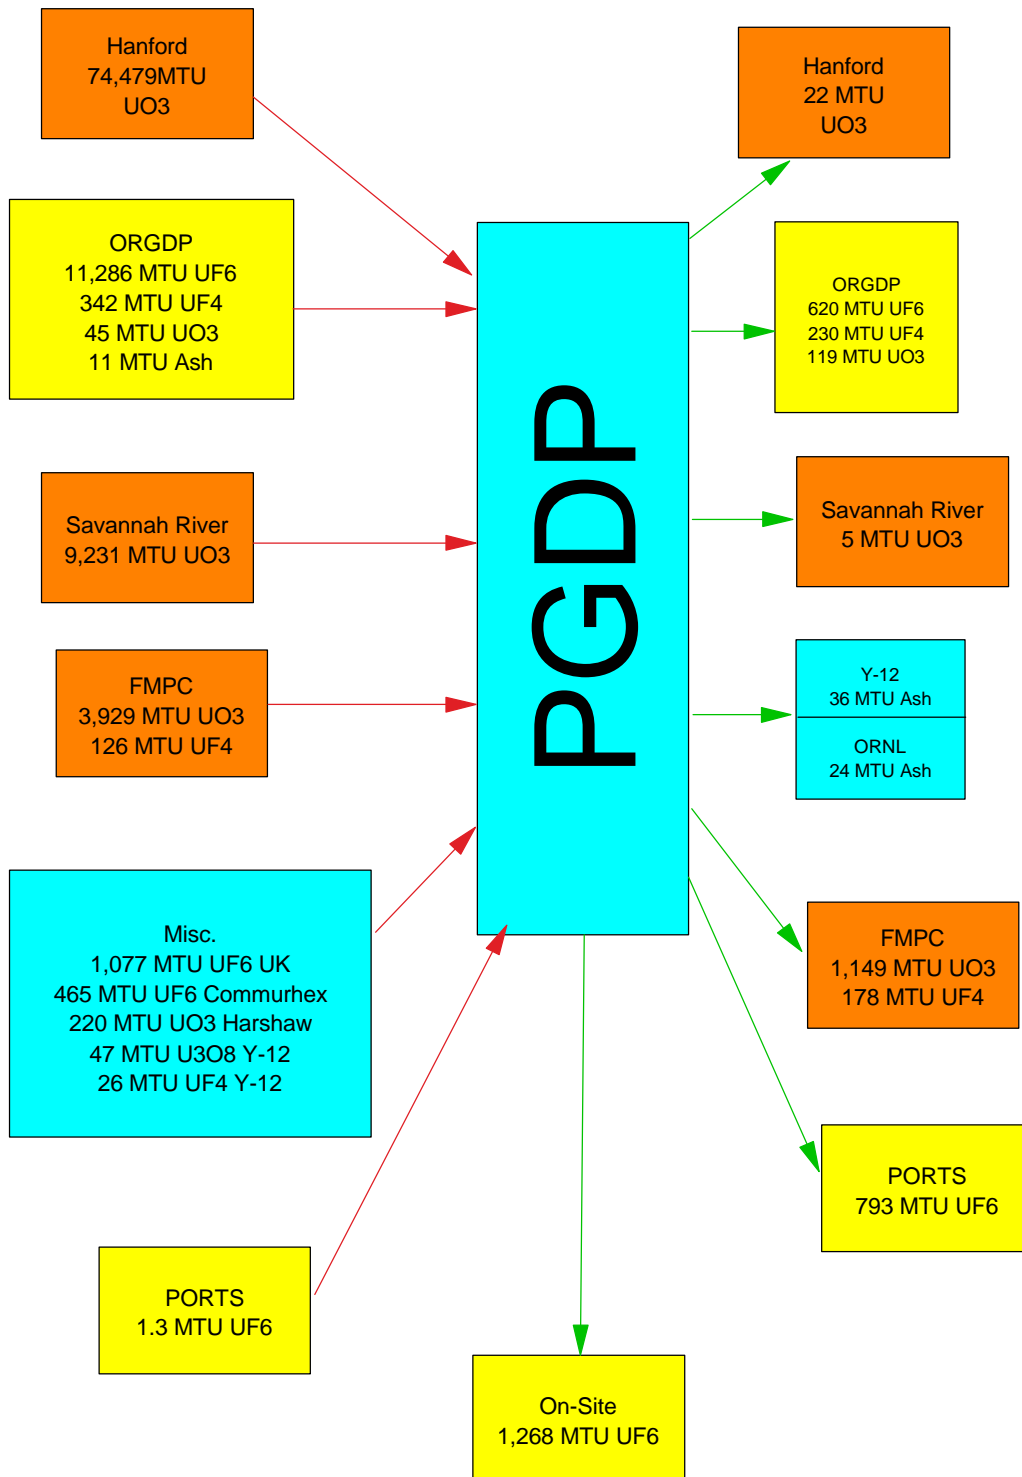 Hanford
74,479MTU
UO3
ORGDP
11,286 MTU UF6
342 MTU UF4
45 MTU UO3
11 MTU Ash
Savannah River
9,231 MTU UO3
FMPC
3,929 MTU UO3
126 MTU UF4
Misc.
1,077 MTU UF6 UK
465 MTU UF6 Commurhex
220 MTU UO3 Harshaw
47 MTU U3O8 Y-12
26 MTU UF4 Y-12
PORTS
1.3 MTU UF6
PGDP
Hanford
22 MTU
UO3
ORGDP
620 MTU UF6
230 MTU UF4
119 MTU UO3
Savannah River
5 MTU UO3
Y-12
36 MTU Ash
ORNL
24 MTU Ash
FMPC
1,149 MTU UO3
178 MTU UF4
PORTS
793 MTU UF6
On-Site
1,268 MTU UF6